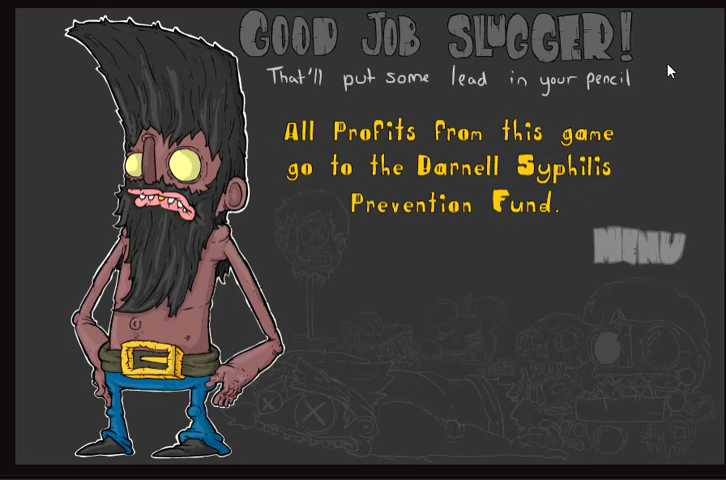 GOOD JOB SLUGGER!
That'll put some lead in your pencil
All Profits from this game
go to the Darnell Syphilis
Prevention Fund.
MENU